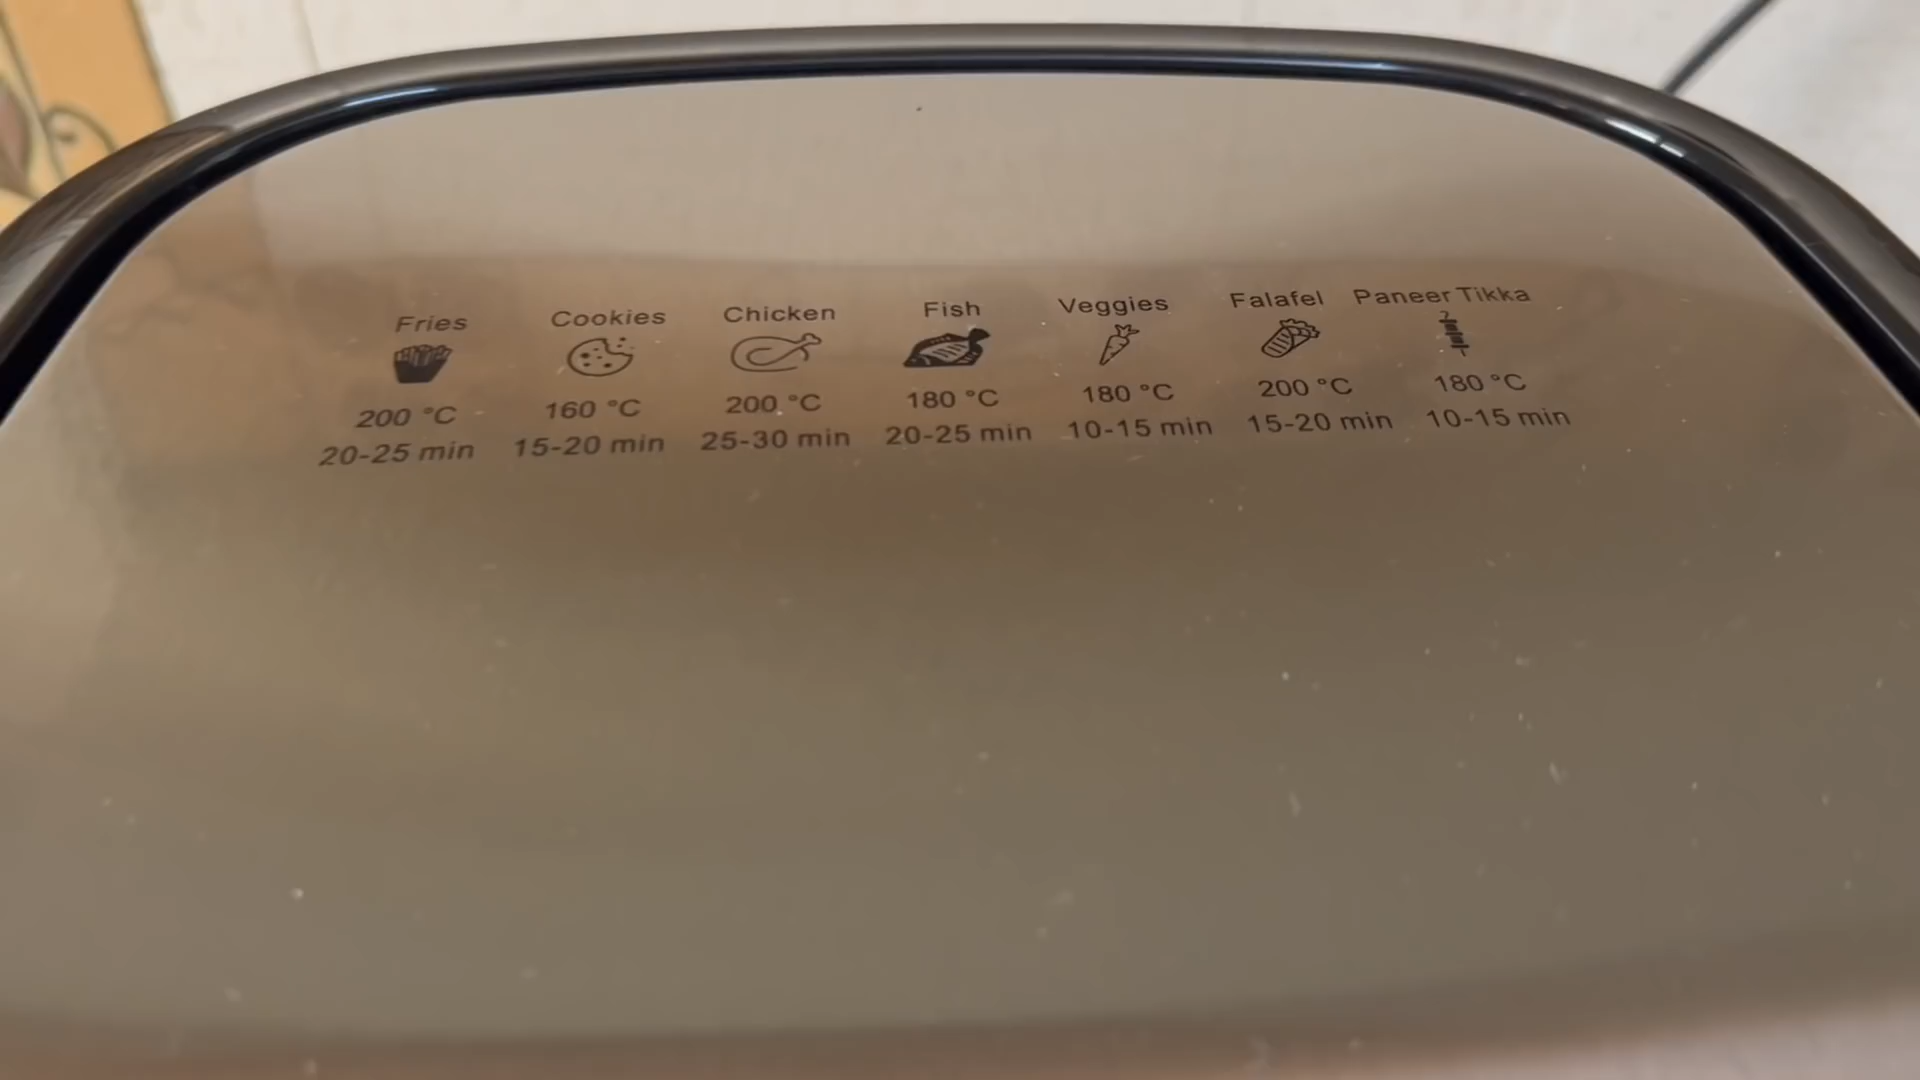 Fries Cookies Chicken Fish Veggies Falafel Paneer Tikka
200 °C 160 °C 200 °C 180 °C 180 °C 200 °C 180 °C
20-25 min 15-20 min 25-30 min 20-25 min 10-15 min 15-20 min 10-15 min